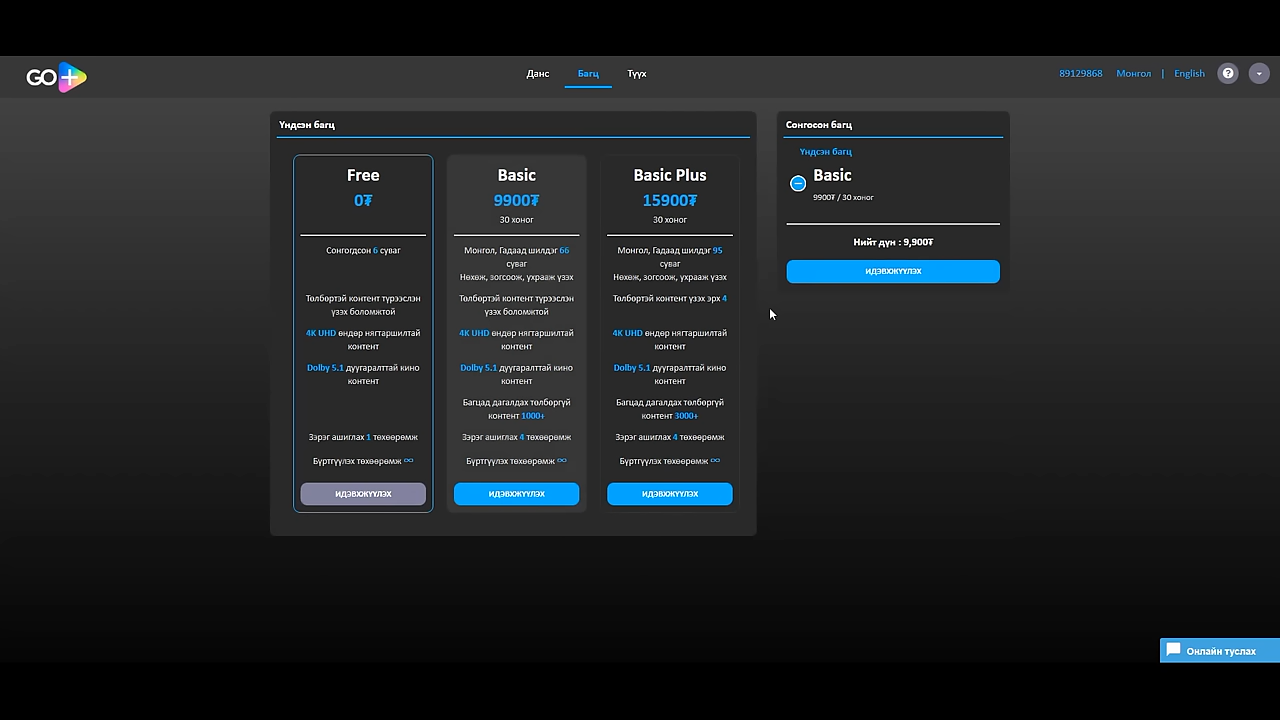 GO+
Данс
Багц
Түүх
89129868
Монгол | English
?
Үндсэн багц
Free
0₮
Сонгогдсон 6 суваг
Төлбөртэй контент түрээслэн
үзэх боломжтой
4K UHD өндөр нягтаршилтай
контент
Dolby 5.1 дуугаралттай кино
контент
Зэрэг ашиглах 1 төхөөрөмж
Бүртгүүлэх төхөөрөмж ∞
ИДЭВХЖҮҮЛЭХ
Basic
9900₮
30 хоног
Монгол, Гадаад шилдэг 66
суваг
Нөхөж, зогсоож, ухрааж үзэх
Төлбөртэй контент түрээслэн
үзэх боломжтой
4K UHD өндөр нягтаршилтай
контент
Dolby 5.1 дуугаралттай кино
контент
Багцад дагалдах төлбөргүй
контент 1000+
Зэрэг ашиглах 4 төхөөрөмж
Бүртгүүлэх төхөөрөмж ∞
ИДЭВХЖҮҮЛЭХ
Basic Plus
15900₮
30 хоног
Монгол, Гадаад шилдэг 95
суваг
Нөхөж, зогсоож, ухрааж үзэх
Төлбөртэй контент үзэх эрх 4
4K UHD өндөр нягтаршилтай
контент
Dolby 5.1 дуугаралттай кино
контент
Багцад дагалдах төлбөргүй
контент 3000+
Зэрэг ашиглах 4 төхөөрөмж
Бүртгүүлэх төхөөрөмж ∞
ИДЭВХЖҮҮЛЭХ
Сонгосон багц
Үндсэн багц
Basic
9900₮ / 30 хоног
Нийт дүн : 9,900₮
ИДЭВХЖҮҮЛЭХ
Онлайн туслах